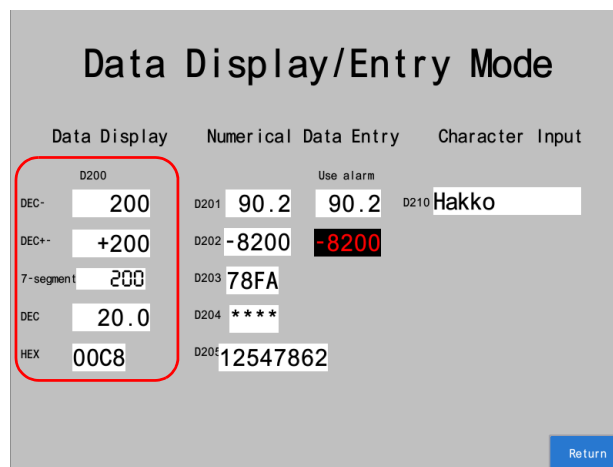 Data Display/Entry Mode
Data Display Numerical Data Entry Character Input
D200 Use alarm
DEC- 200 D201 90.2 90.2 D210 Hakko
DEC+- +200 D202 -8200 -8200
7-segment 200 D203 78FA
DEC 20.0 D204 ****
HEX 00C8 D205 12547862
Return